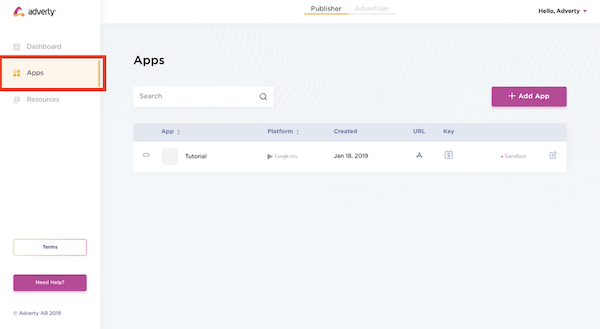 adverty
Publisher Advertiser
Hello, Adverty
Dashboard
Apps
Resources
Apps
Search
+ Add App
App Platform Created URL Key
Tutorial Google play Jan 18, 2019 Sandbox
Terms
Need Help?
© Adverty AB 2019